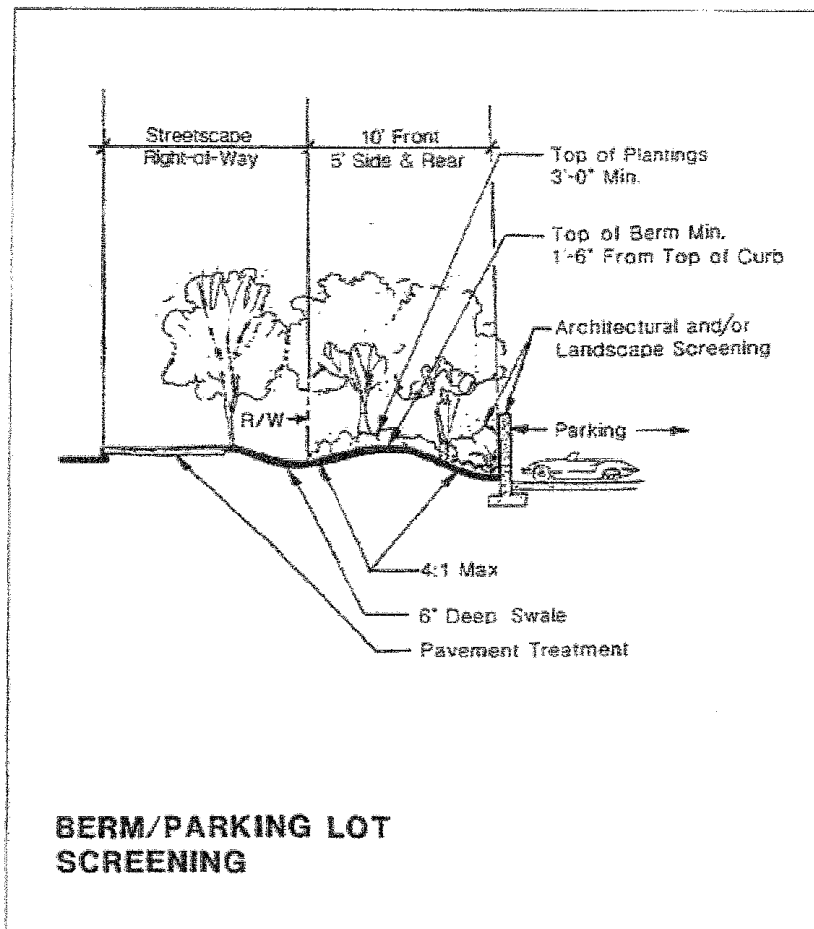 Streetscape
Right-of-Way
10' Front
5' Side & Rear
Top of Plantings
3'-0" Min.
Top of Berm Min.
1'-6" From Top of Curb
Architectural and/or
Landscape Screening
R/W
Parking
4:1 Max
6" Deep Swale
Pavement Treatment
BERM/PARKING LOT
SCREENING